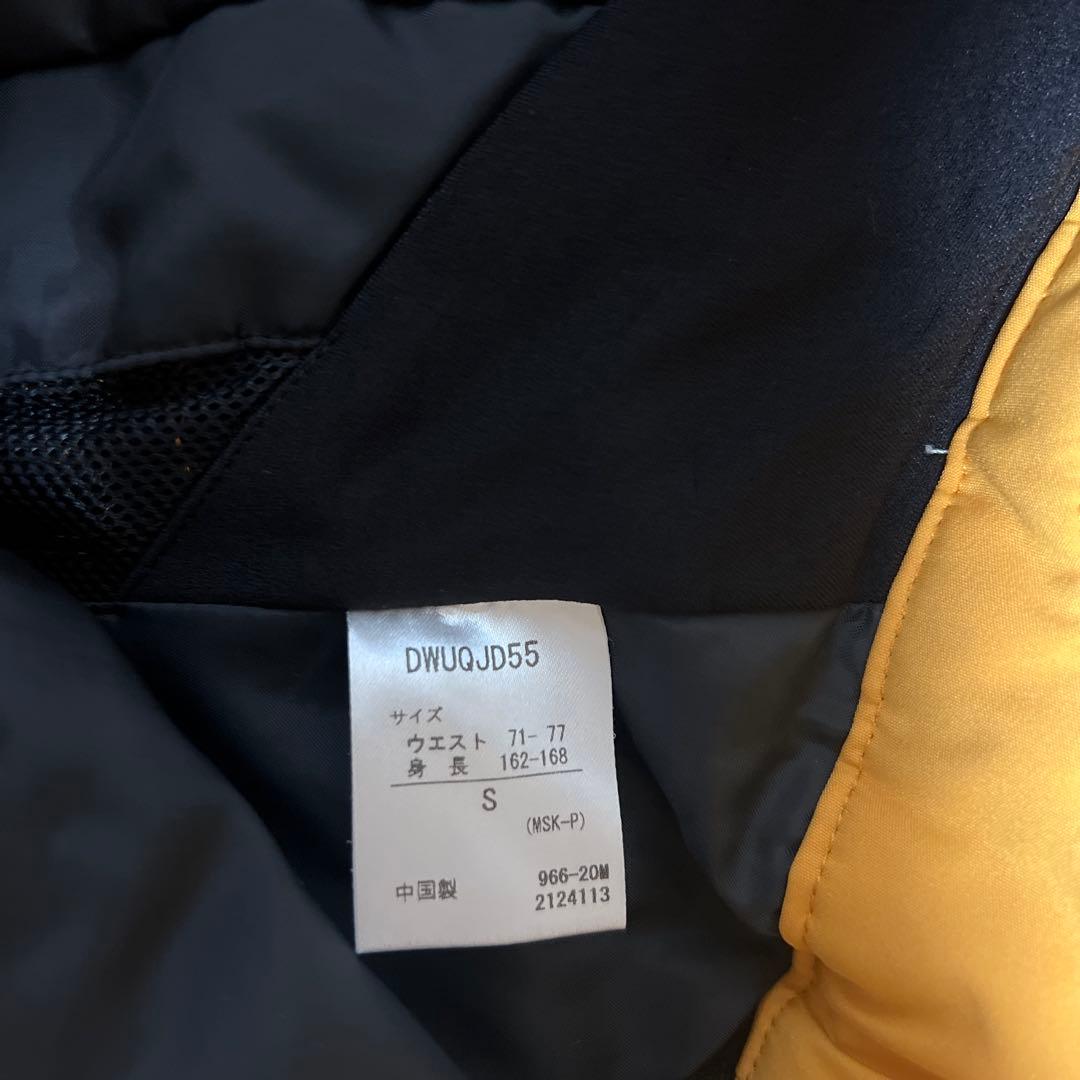 DWUQJD55
サイズ
ウエスト 71- 77
身長 162-168
S
(MSK-P)
966-20M
中国製 2124113